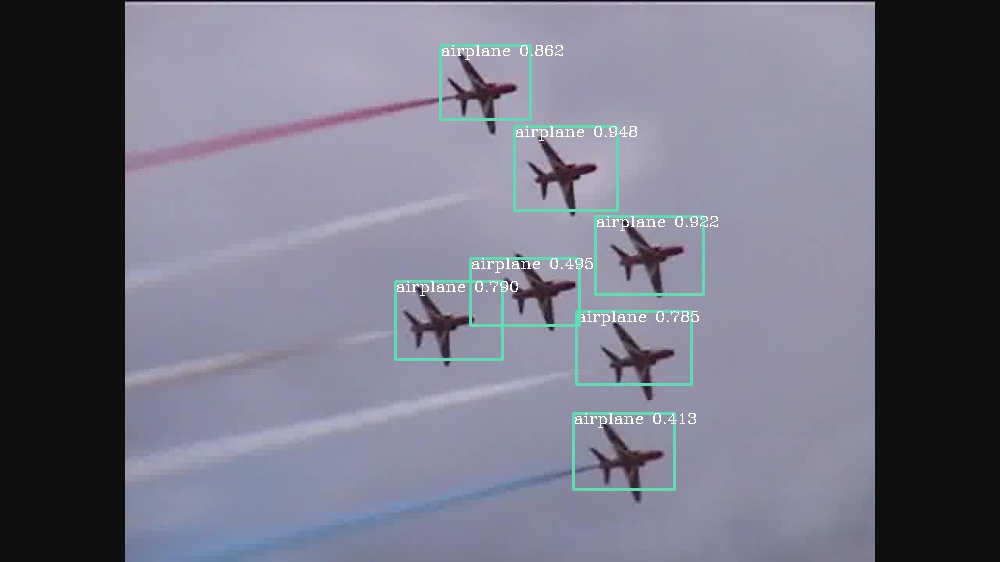 airplane 0.862
airplane 0.948
airplane 0.922
airplane 0.495
airplane 0.790
airplane 0.785
airplane 0.413